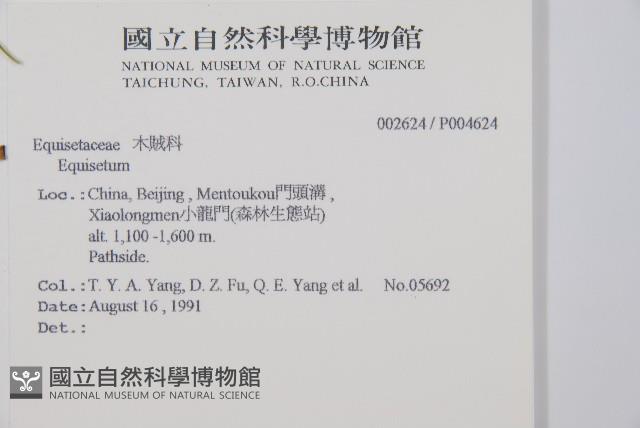 國立自然科學博物館
NATIONAL MUSEUM OF NATURAL SCIENCE
TAICHUNG, TAIWAN, R.O.CHINA
002624 / P004624
Equisetaceae 木賊科
Equisetum
Loc.:China, Beijing , Mentoukou門頭溝 ,
Xiaolongmen小龍門(森林生態站)
alt. 1,100 -1,600 m.
Pathside.
Col.:T. Y. A. Yang, D. Z. Fu, Q. E. Yang et al. No.05692
Date:August 16 , 1991
Det.:
國立自然科學博物館
NATIONAL MUSEUM OF NATURAL SCIENCE